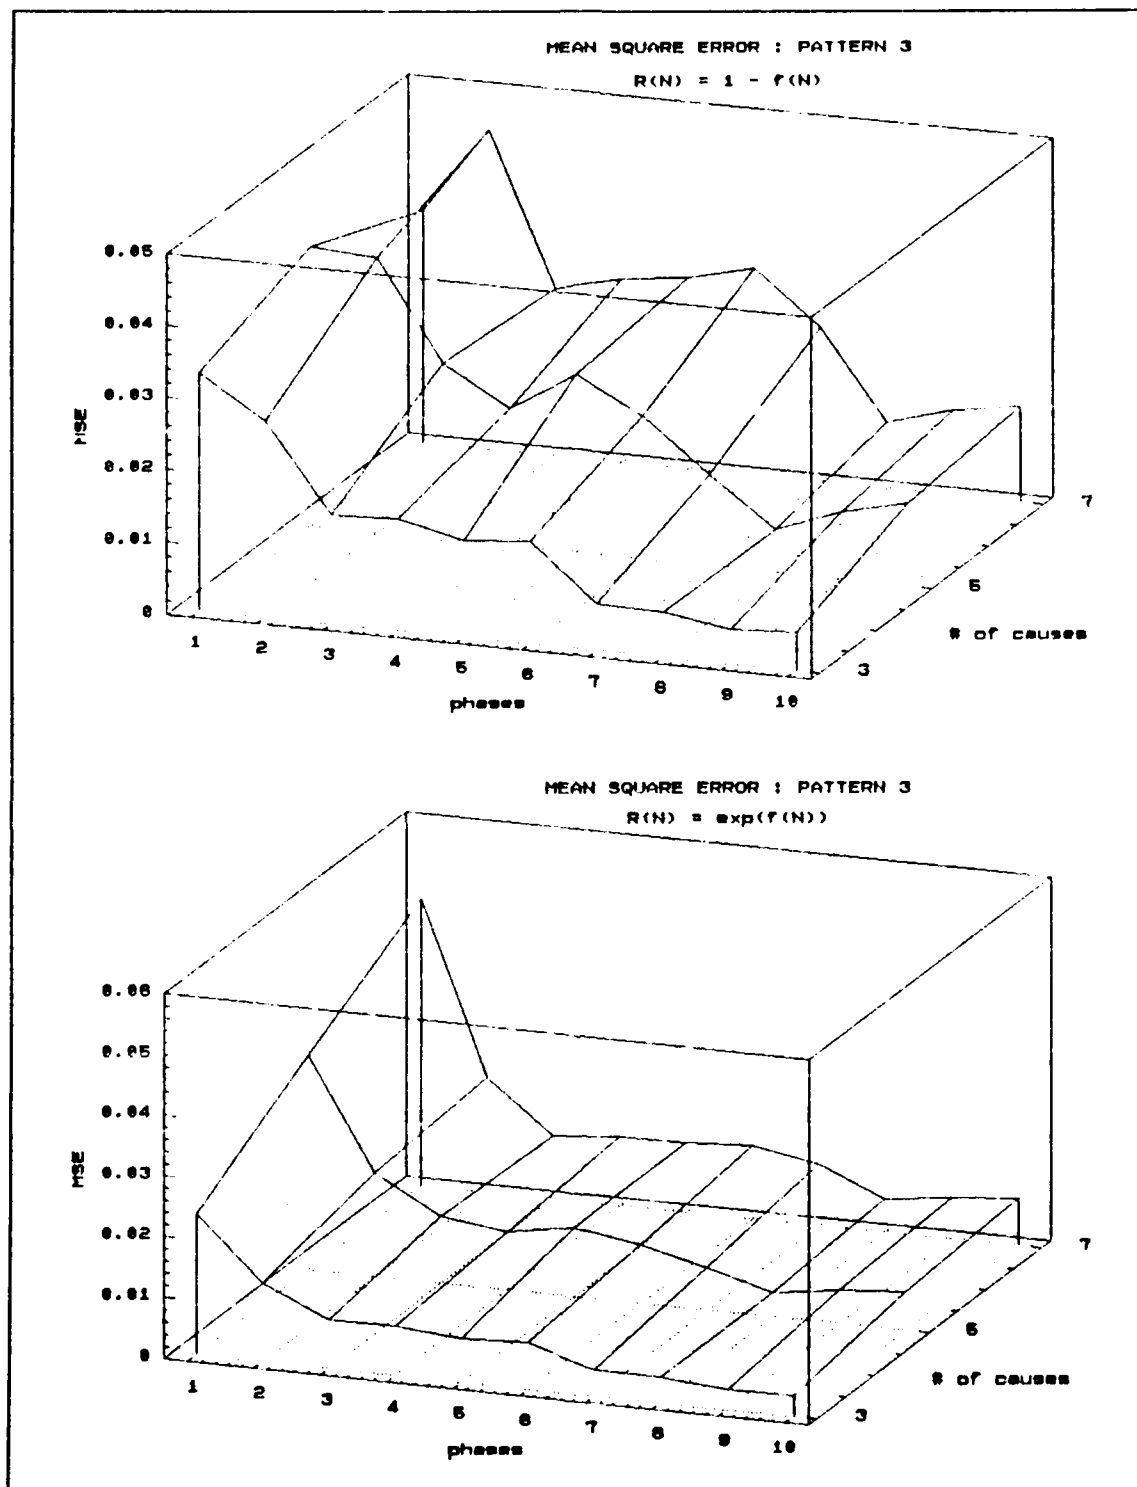 MEAN SQUARE ERROR : PATTERN 3
R(N) = 1 - f(N)
0.05
0.04
0.03
0.02
0.01
0
MSE
1 2 3 4 5 6 7 8 9 10
phases
3 5 7
# of causes
MEAN SQUARE ERROR : PATTERN 3
R(N) = exp(f(N))
0.06
0.05
0.04
0.03
0.02
0.01
0
MSE
1 2 3 4 5 6 7 8 9 10
phases
3 5 7
# of causes